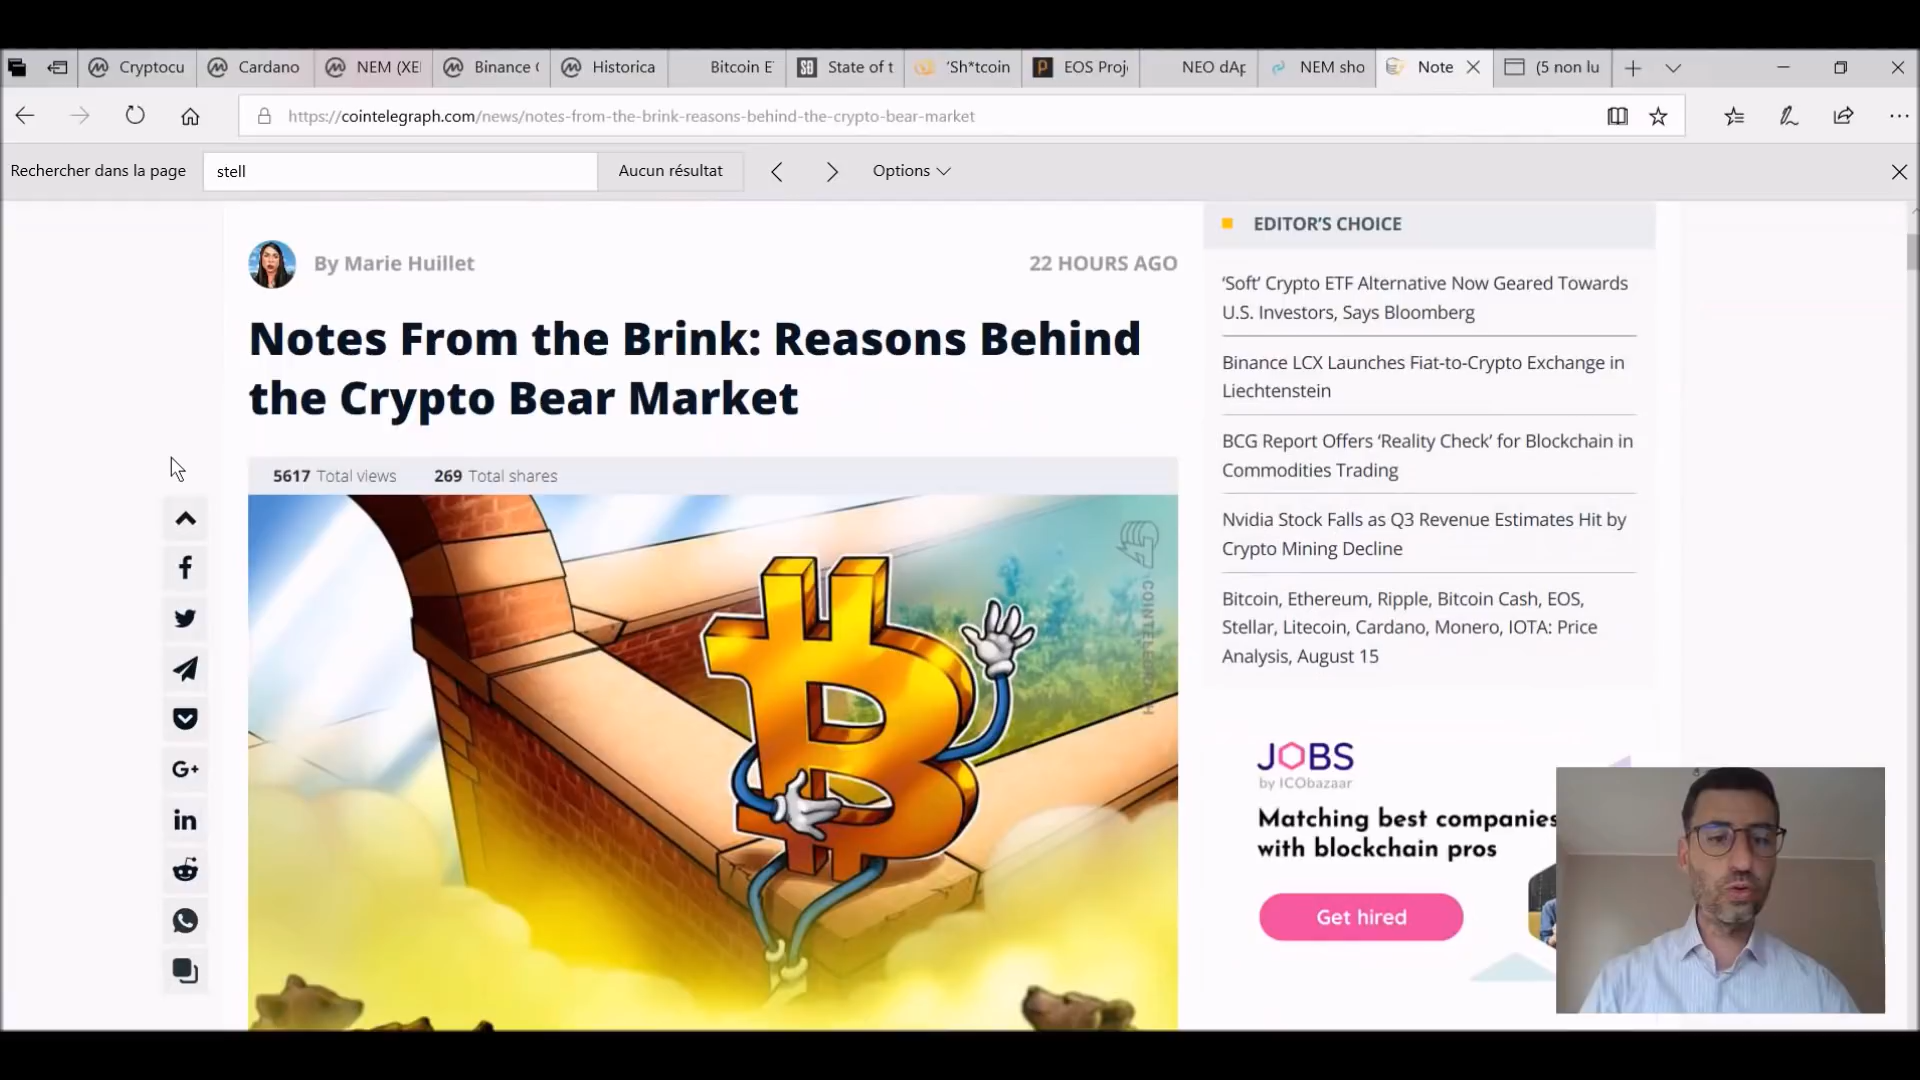 Cryptocu
Cardano
NEM (XE
Binance
Historica
Bitcoin E
State of t
'Sh*tcoin
EOS Proj
NEO dAp
NEM sho
Note
(5 non lu
https://cointelegraph.com/news/notes-from-the-brink-reasons-behind-the-crypto-bear-market
Rechercher dans la page
stell
Aucun résultat
Options
By Marie Huillet
22 HOURS AGO
Notes From the Brink: Reasons Behind
the Crypto Bear Market
5617 Total views 269 Total shares
COINTELEGRAPH
EDITOR'S CHOICE
‘Soft’ Crypto ETF Alternative Now Geared Towards
U.S. Investors, Says Bloomberg
Binance LCX Launches Fiat-to-Crypto Exchange in
Liechtenstein
BCG Report Offers ‘Reality Check’ for Blockchain in
Commodities Trading
Nvidia Stock Falls as Q3 Revenue Estimates Hit by
Crypto Mining Decline
Bitcoin, Ethereum, Ripple, Bitcoin Cash, EOS,
Stellar, Litecoin, Cardano, Monero, IOTA: Price
Analysis, August 15
JOBS
by ICObazaar
Matching best companies
with blockchain pros
Get hired